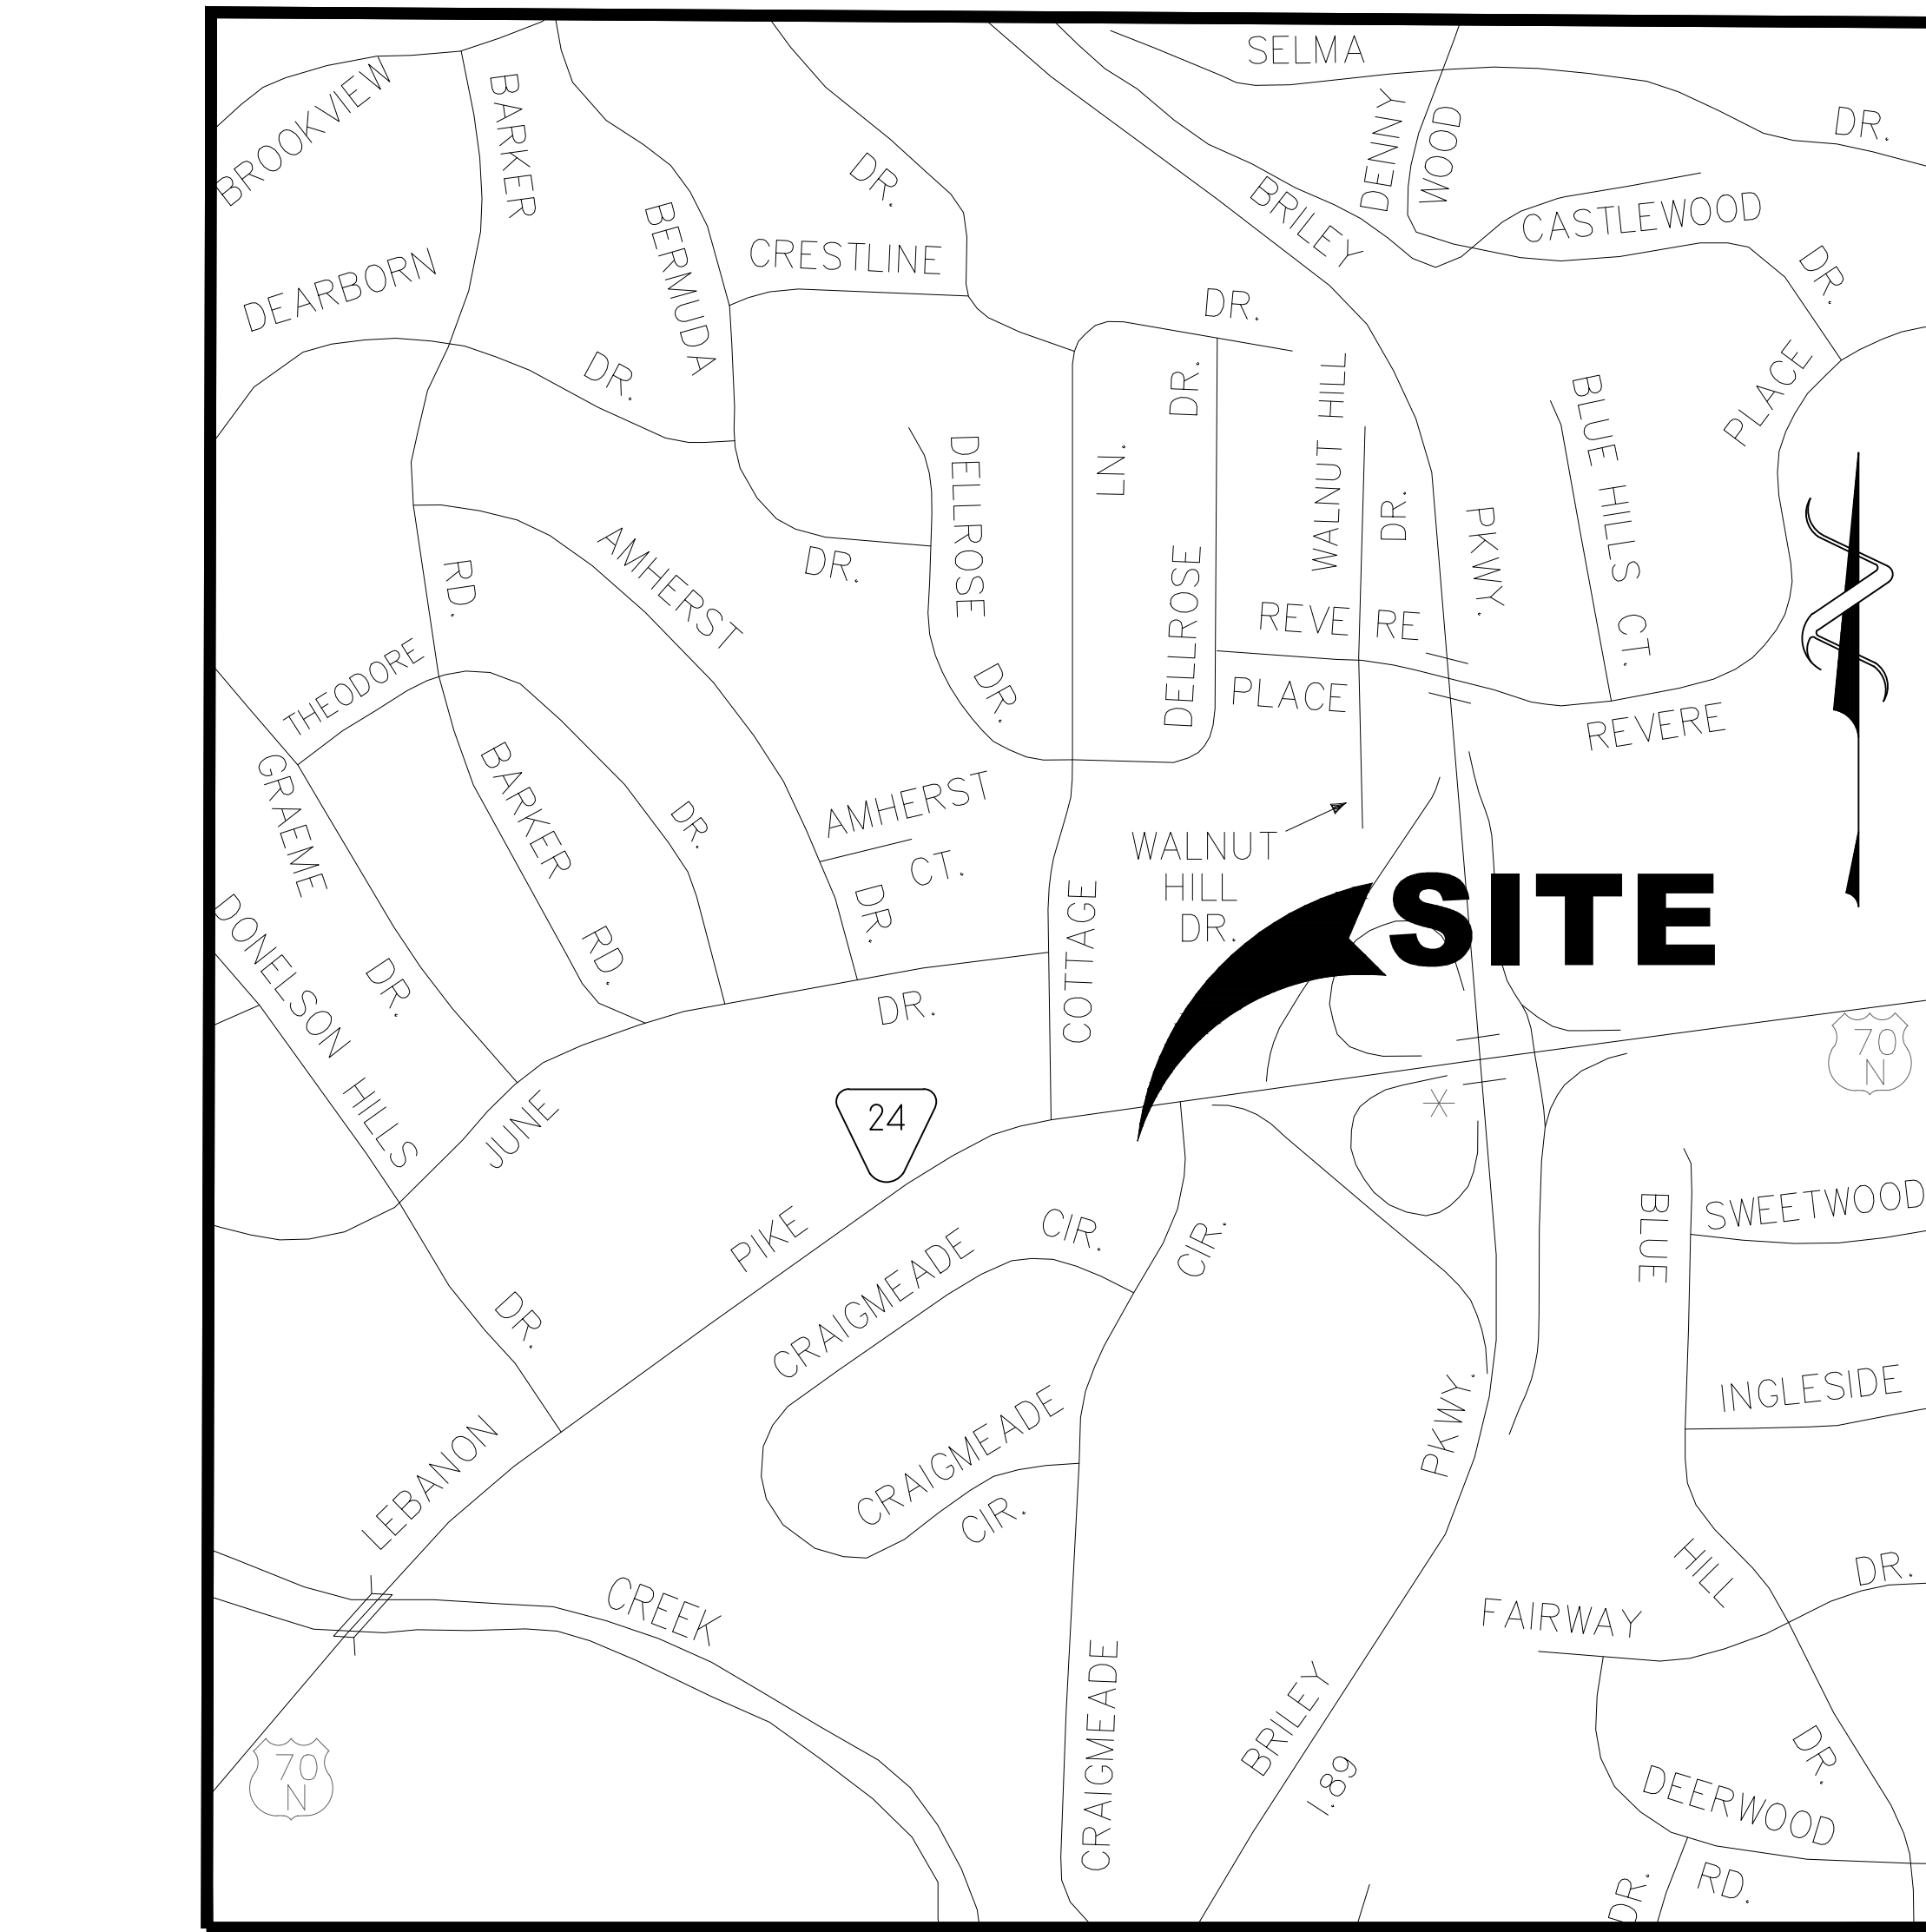 SELMA
DR.
BROOKVIEW
BARKER
DENNY
WOOD
DR.
BRILEY
CASTLEWOOD
DR.
BERMUDA
CRESTLINE
DEARBORN
DR.
DR.
DR.
WALNUT HILL
DR.
BLUE HILLS CT.
PLACE
DELLROSE
LN.
PKWY.
AMHERST
DR.
RD.
DELROSE
REVE RE
PLACE
THEODORE
DR.
REVERE
GRAEME
BARKER
DR.
AMHERST
CT.
WALNUT
HILL
DR.
SITE
DONELSON HILLS
DR.
RD.
DR.
COTTAGE
DR.
70
N
JUNE
24
PIKE
CIR.
CIR.
BLUE
SWEETWOOD
CRAIGMEADE
DR.
INGLESIDE
CRAIGMEADE
CIR.
PKWY.
LEBANON
CREEK
HILL
DR.
FAIRWAY
CRAIGMEADE
BRILEY
1.89
70
N
DR.
DEERWOOD
RD.
DR.